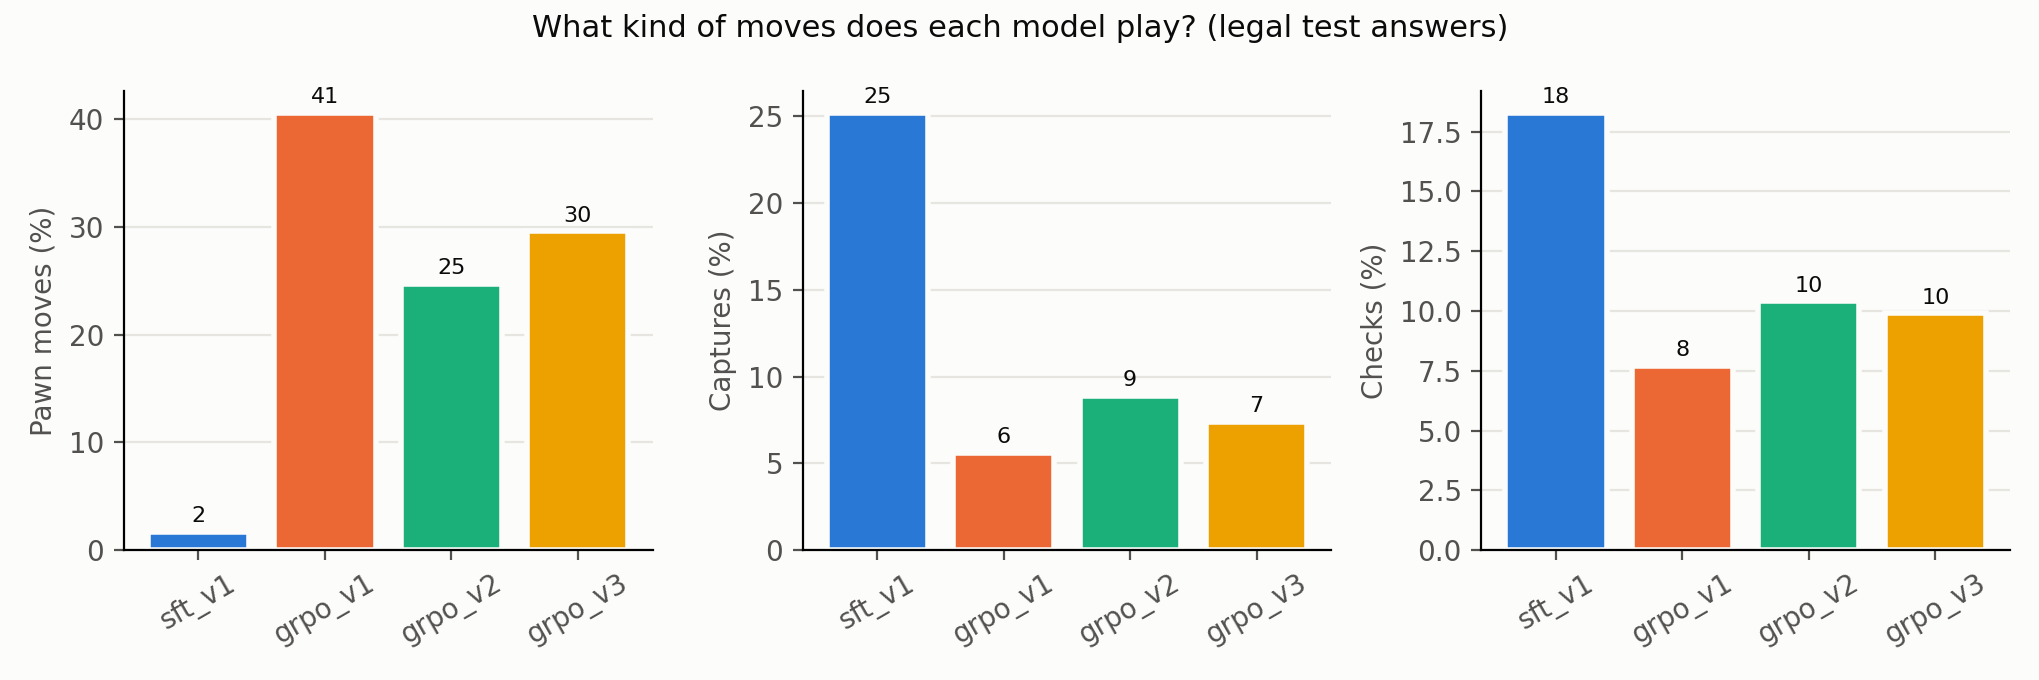 What kind of moves does each model play? (legal test answers)
Pawn moves (%)
40
30
20
10
0
2
41
25
30
sft_v1
grpo_v1
grpo_v2
grpo_v3
Captures (%)
25
20
15
10
5
0
25
6
9
7
sft_v1
grpo_v1
grpo_v2
grpo_v3
Checks (%)
17.5
15.0
12.5
10.0
7.5
5.0
2.5
0.0
18
8
10
10
sft_v1
grpo_v1
grpo_v2
grpo_v3